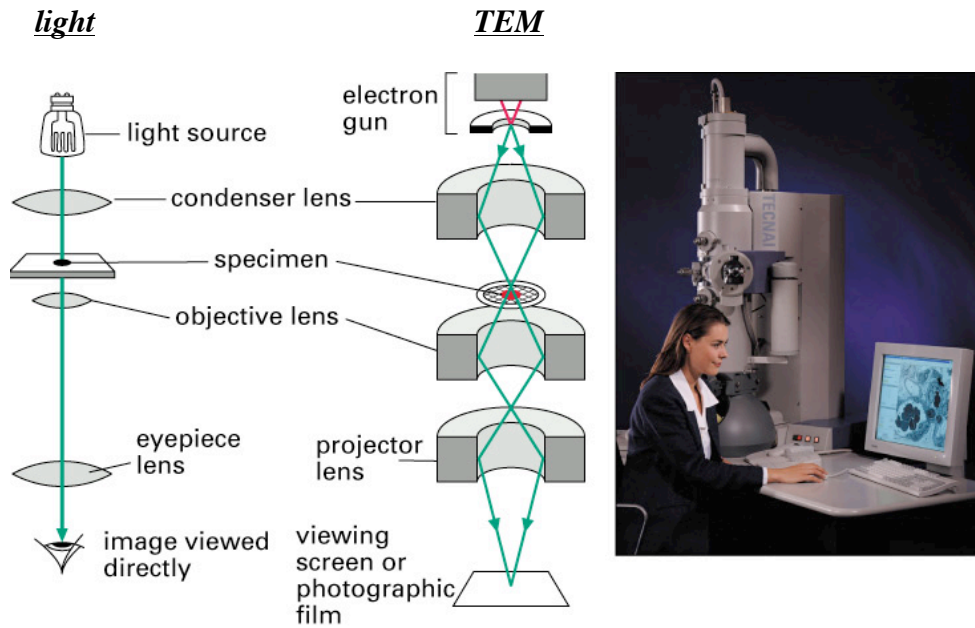 light
TEM
electron
gun
light source
condenser lens
specimen
objective lens
eyepiece
lens
projector
lens
image viewed
directly
viewing
screen or
photographic
film
TECNAI